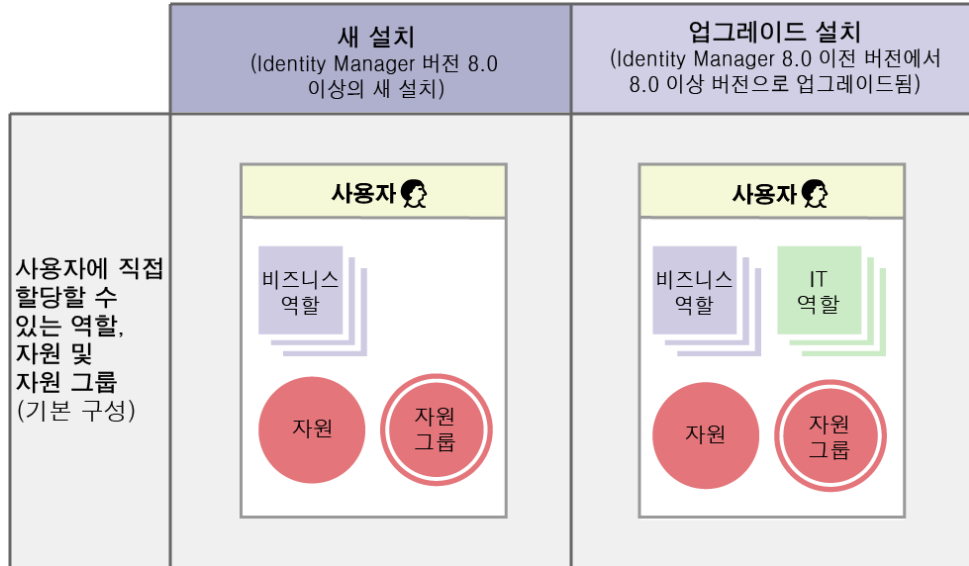 새 설치
(Identity Manager 버전 8.0
이상의 새 설치)
업그레이드 설치
(Identity Manager 8.0 이전 버전에서
8.0 이상 버전으로 업그레이드됨)
사용자에 직접
할당할 수
있는 역할,
자원 및
자원 그룹
(기본 구성)
사용자
비즈니스
역할
자원
자원
그룹
사용자
비즈니스
역할
IT
역할
자원
자원
그룹